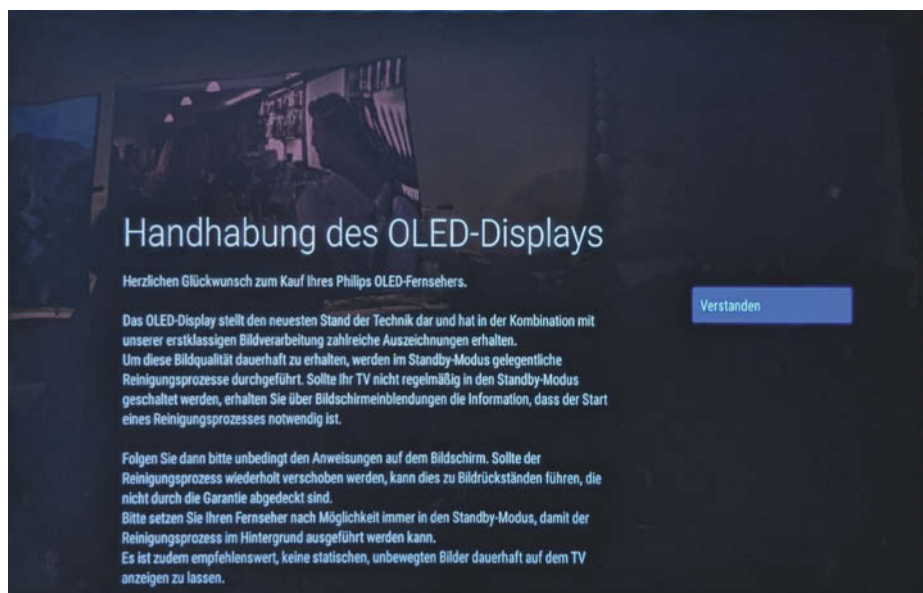 Handhabung des OLED-Displays
Herzlichen Glückwunsch zum Kauf Ihres Philips OLED-Fernsehers.
Das OLED-Display stellt den neuesten Stand der Technik dar und hat in der Kombination mit
unserer erstklassigen Bildverarbeitung zahlreiche Auszeichnungen erhalten.
Um diese Bildqualität dauerhaft zu erhalten, werden im Standby-Modus gelegentliche
Reinigungsprozesse durchgeführt. Sollte Ihr TV nicht regelmäßig in den Standby-Modus
geschaltet werden, erhalten Sie über Bildschirmeinblendungen die Information, dass der Start
eines Reinigungsprozesses notwendig ist.
Folgen Sie dann bitte unbedingt den Anweisungen auf dem Bildschirm. Sollte der
Reinigungsprozess wiederholt verschoben werden, kann dies zu Bildrückständen führen, die
nicht durch die Garantie abgedeckt sind.
Bitte setzen Sie Ihren Fernseher nach Möglichkeit immer in den Standby-Modus, damit der
Reinigungsprozess im Hintergrund ausgeführt werden kann.
Es ist zudem empfehlenswert, keine statischen, unbewegten Bilder dauerhaft auf dem TV
anzeigen zu lassen.
Verstanden